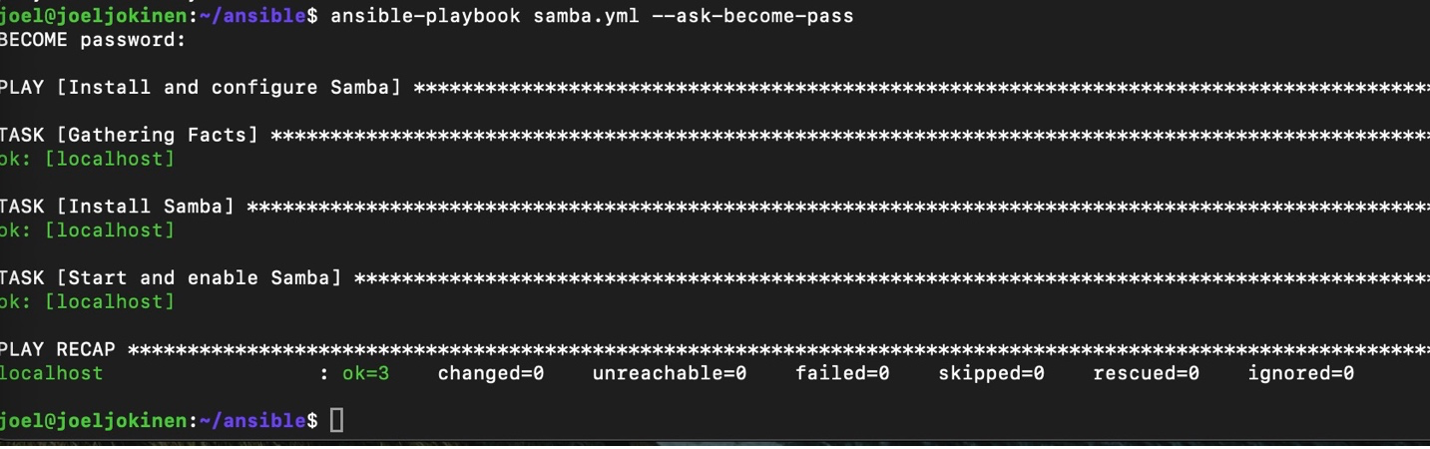 joel@joeljokinen:~/ansible$ ansible-playbook samba.yml --ask-become-pass
BECOME password:
PLAY [Install and configure Samba] **************************************************************************************
TASK [Gathering Facts] **************************************************************************************************
ok: [localhost]
TASK [Install Samba] ****************************************************************************************************
ok: [localhost]
TASK [Start and enable Samba] *******************************************************************************************
ok: [localhost]
PLAY RECAP **************************************************************************************************************
localhost                  : ok=3    changed=0    unreachable=0    failed=0    skipped=0    rescued=0    ignored=0
joel@joeljokinen:~/ansible$